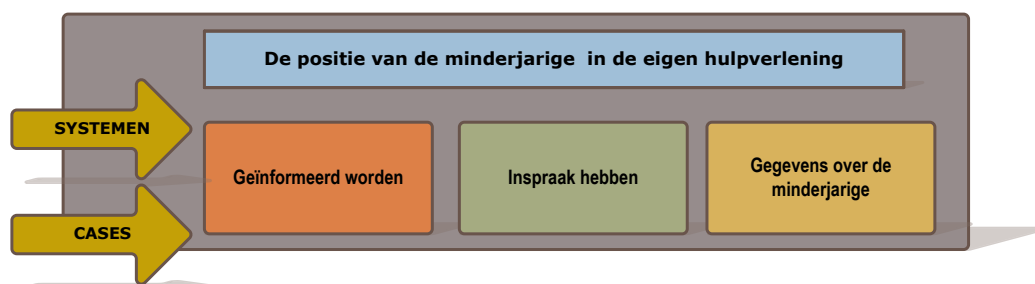 De positie van de minderjarige in de eigen hulpverlening
SYSTEMEN
Geïnformeerd worden
Inspraak hebben
Gegevens over de
minderjarige
CASES